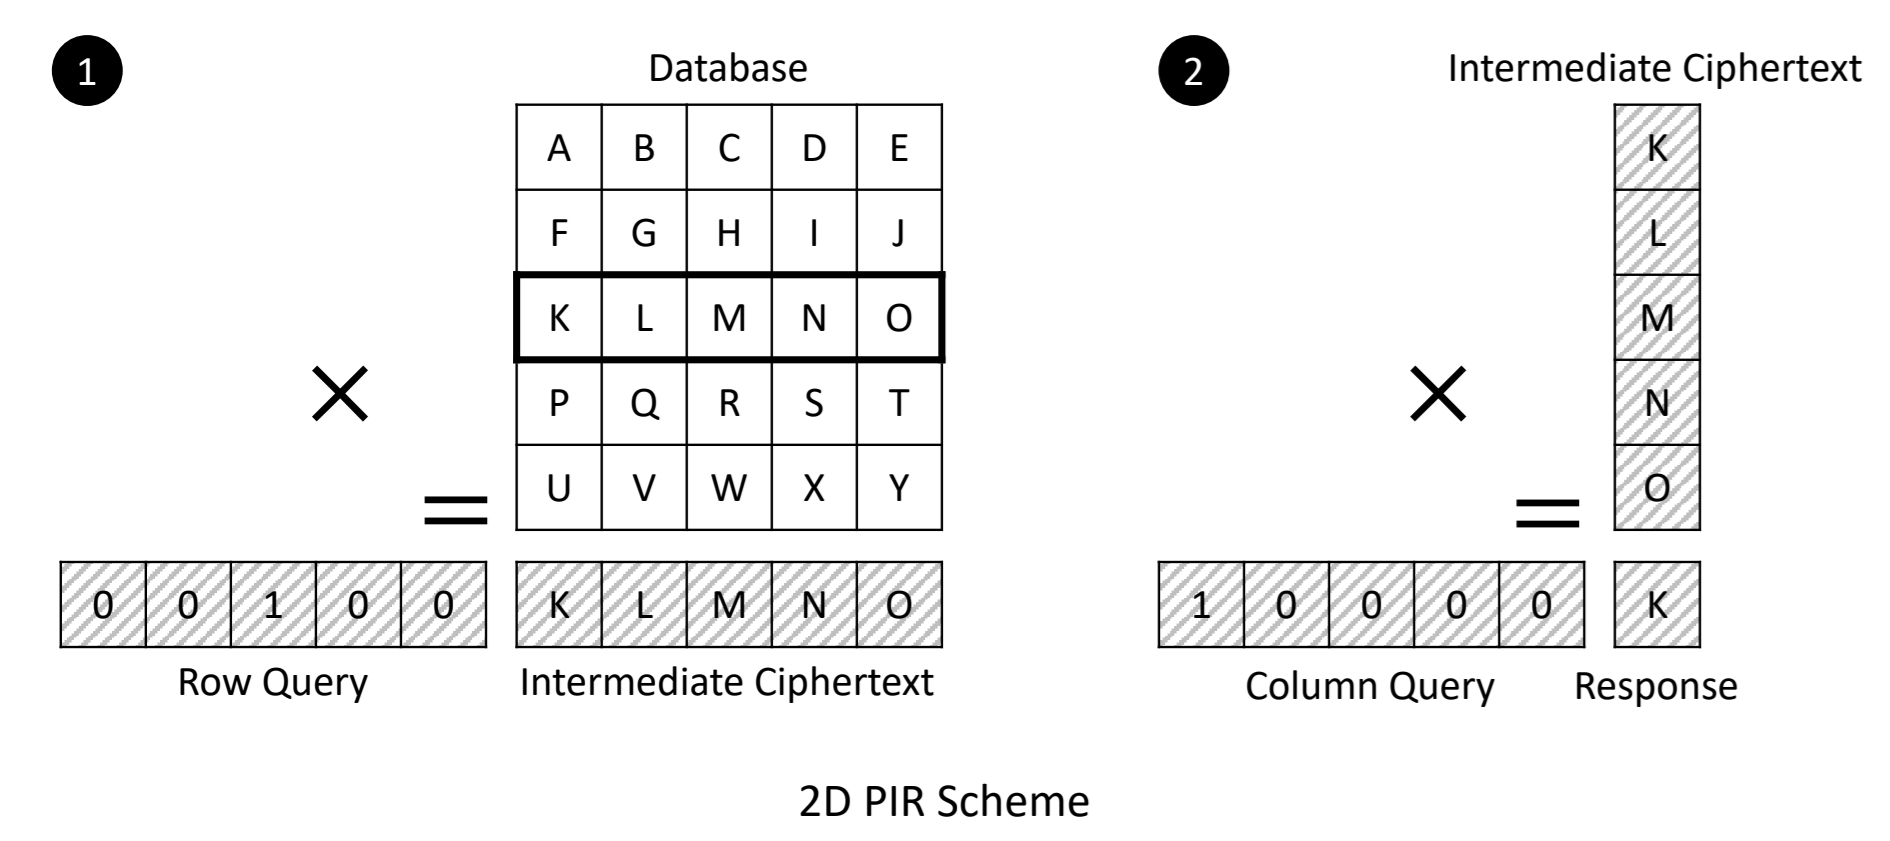 1
Database
A B C D E
F G H I J
K L M N O
P Q R S T
U V W X Y
×
=
0 0 1 0 0
K L M N O
Row Query
Intermediate Ciphertext
2
Intermediate Ciphertext
K
L
M
N
O
×
=
1 0 0 0 0
K
Column Query
Response
2D PIR Scheme